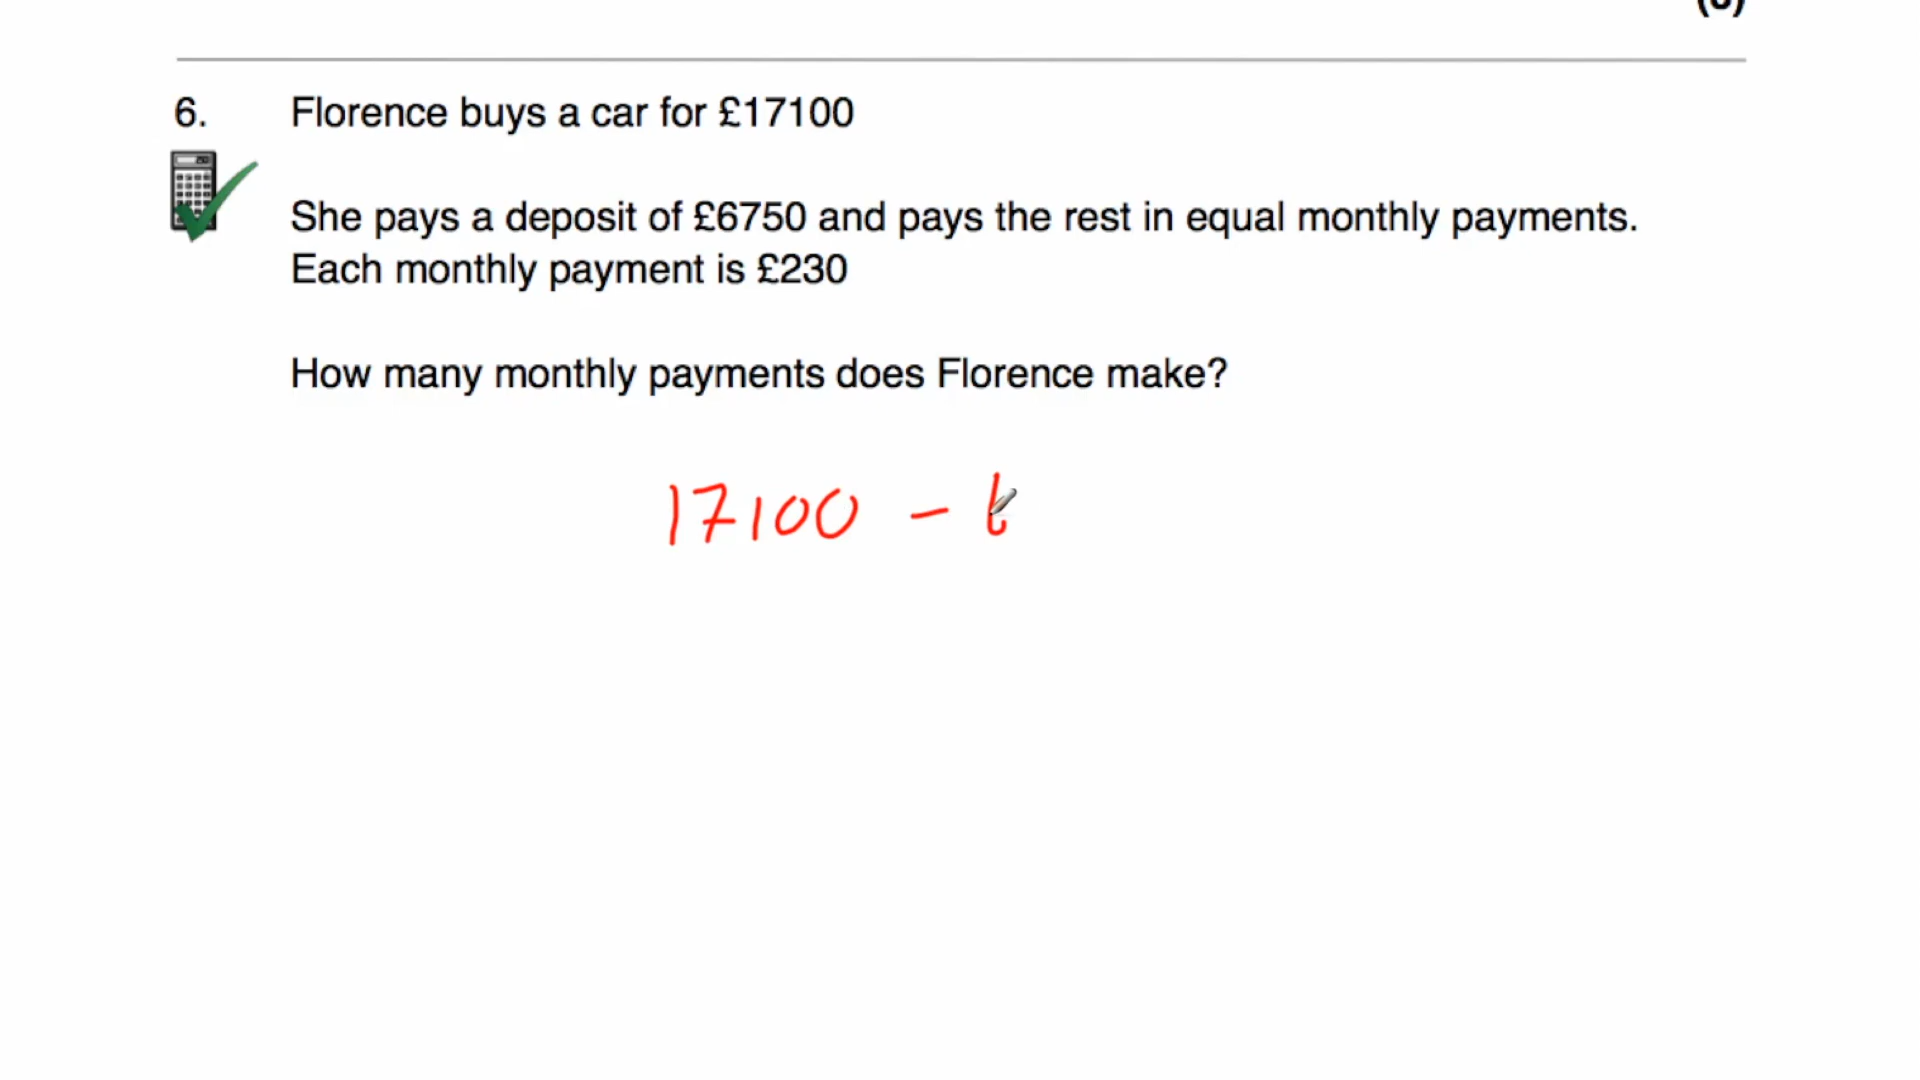 6. Florence buys a car for £17100
She pays a deposit of £6750 and pays the rest in equal monthly payments.
Each monthly payment is £230
How many monthly payments does Florence make?
17100 -